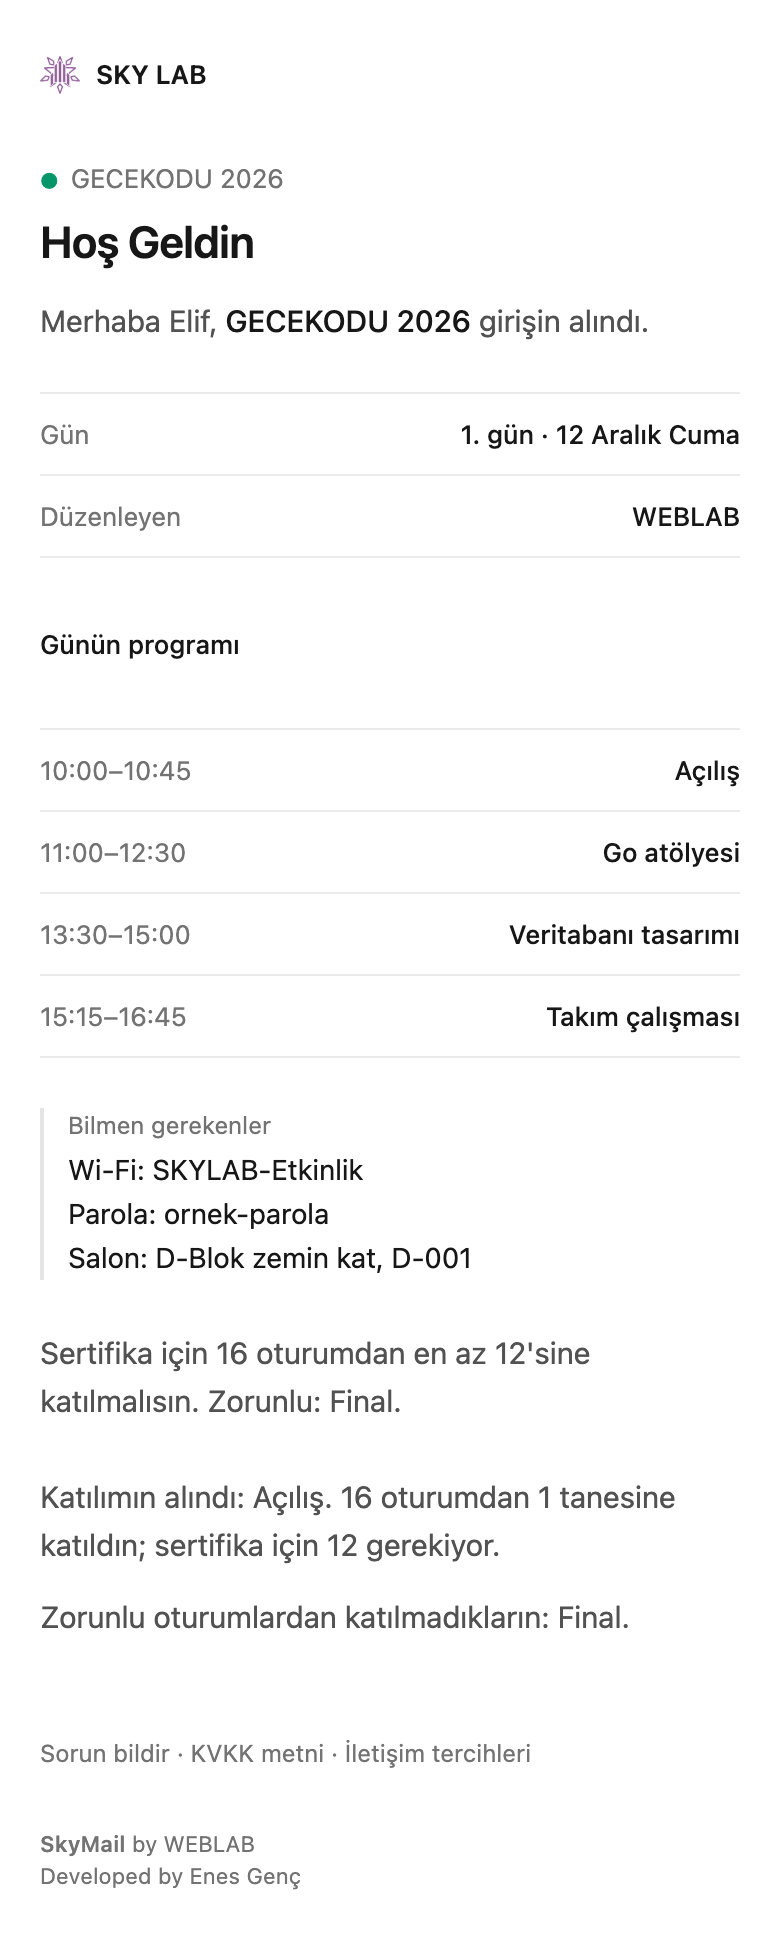 SKY LAB
GECEKODU 2026
Hoş Geldin
Merhaba Elif, GECEKODU 2026 girişin alındı.
Gün 1. gün · 12 Aralık Cuma
Düzenleyen WEBLAB
Günün programı
10:00–10:45 Açılış
11:00–12:30 Go atölyesi
13:30–15:00 Veritabanı tasarımı
15:15–16:45 Takım çalışması
Bilmen gerekenler
Wi-Fi: SKYLAB-Etkinlik
Parola: ornek-parola
Salon: D-Blok zemin kat, D-001
Sertifika için 16 oturumdan en az 12'sine
katılmalısın. Zorunlu: Final.
Katılımın alındı: Açılış. 16 oturumdan 1 tanesine
katıldın; sertifika için 12 gerekiyor.
Zorunlu oturumlardan katılmadıkların: Final.
Sorun bildir · KVKK metni · İletişim tercihleri
SkyMail by WEBLAB
Developed by Enes Genç